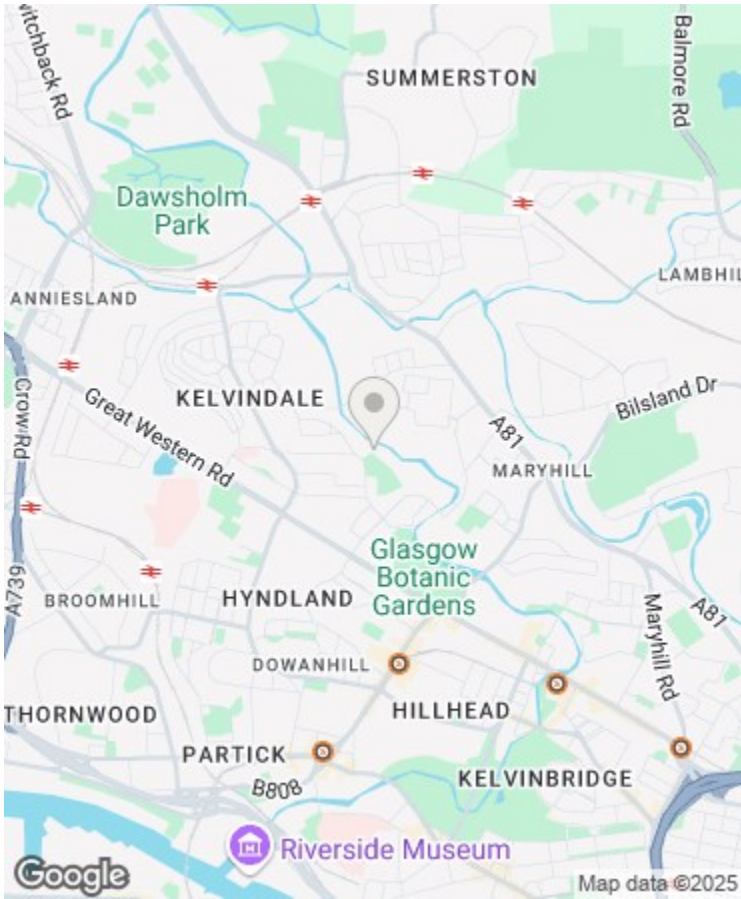 witchback Rd
SUMMERSTON
Balmore Rd
Dawsholm
Park
LAMBHIL
ANNIESLAND
KELVINDALE
Great Western Rd
Crow Rd
Bilsland Dr
A81
MARYHILL
Glasgow
Botanic
Gardens
A739
BROOMHILL
HYNDLAND
Maryhill Rd
A81
DOWANHILL
THORNWOOD
HILLHEAD
PARTICK
KELVINBRIDGE
B808
Riverside Museum
Google
Map data ©2025